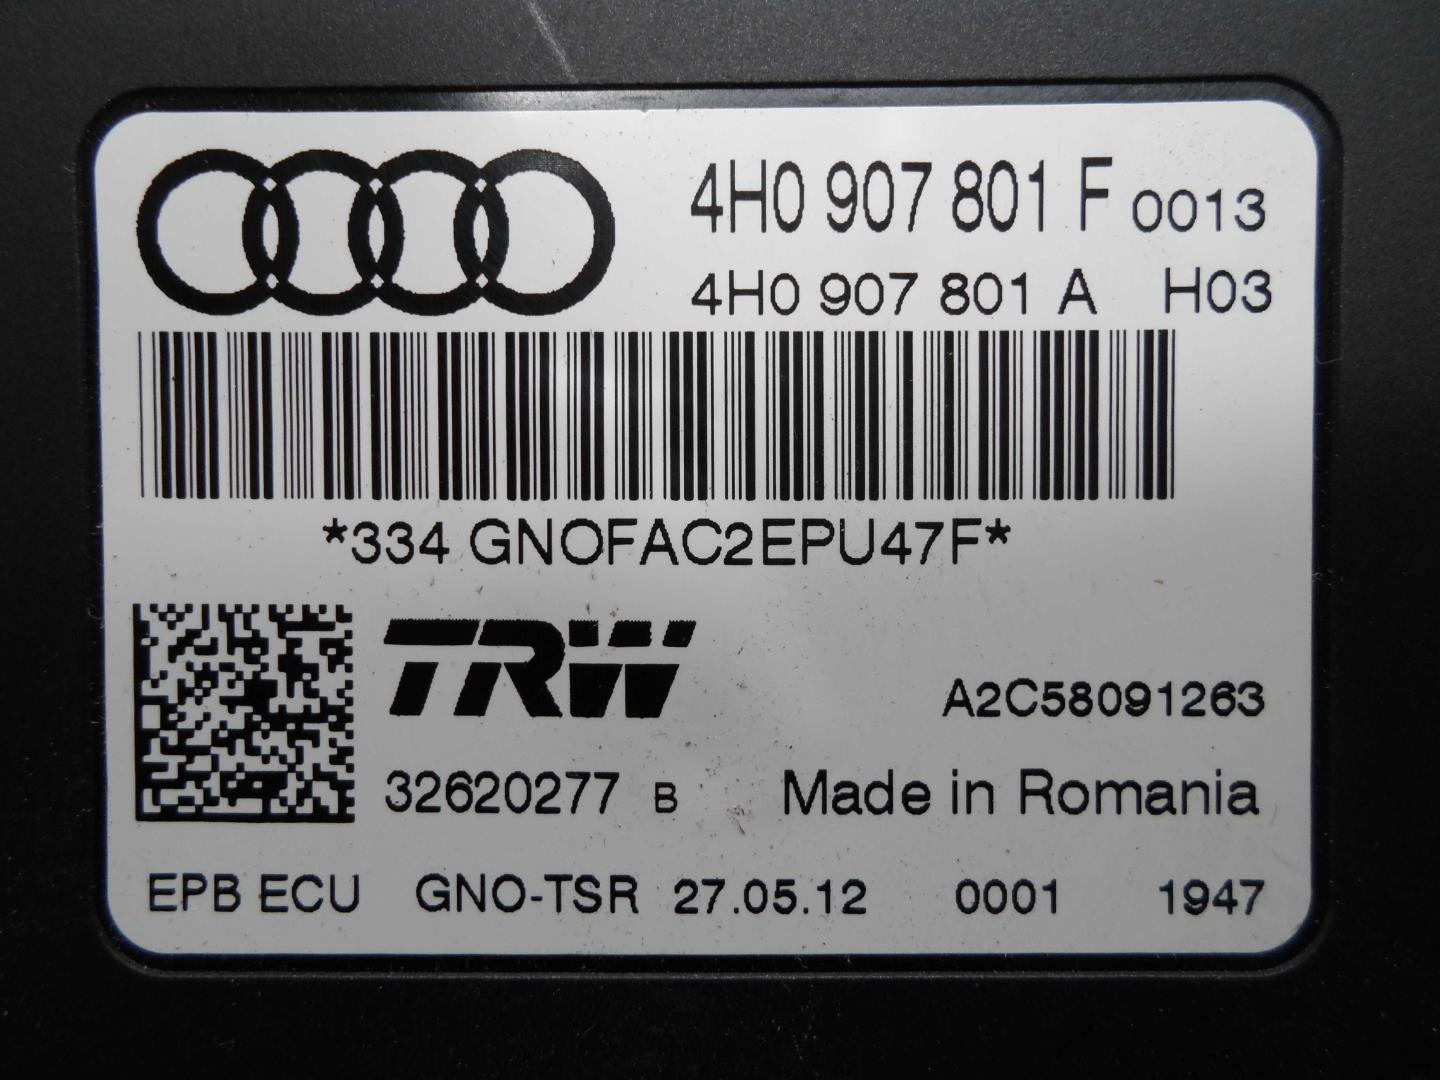 4H0 907 801 F 0013
4H0 907 801 A H03
*334 GNOFAC2EPU47F*
TRW
A2C58091263
32620277 B Made in Romania
EPB ECU GNO-TSR 27.05.12 0001 1947